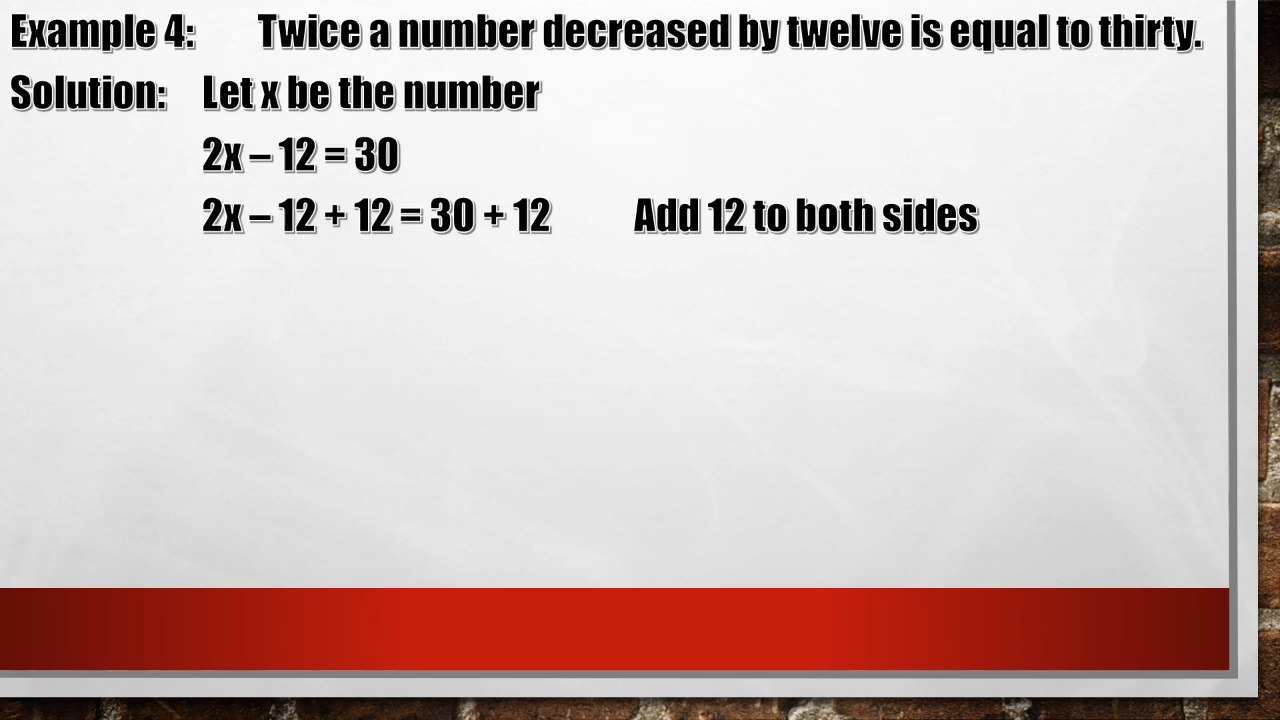 Example 4: Twice a number decreased by twelve is equal to thirty.
Solution: Let x be the number
2x – 12 = 30
2x – 12 + 12 = 30 + 12 Add 12 to both sides